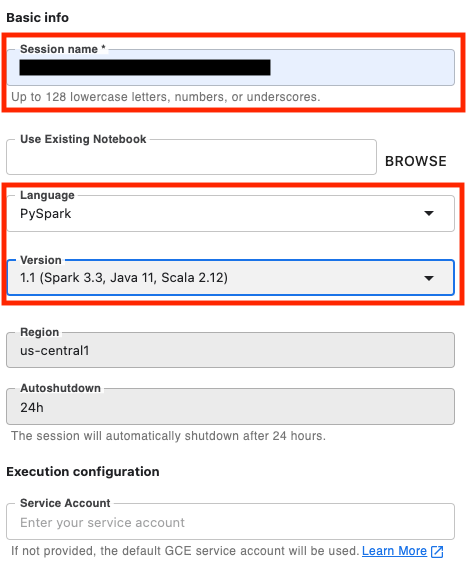 Basic info
Session name *
Up to 128 lowercase letters, numbers, or underscores.
Use Existing Notebook
BROWSE
Language
PySpark
Version
1.1 (Spark 3.3, Java 11, Scala 2.12)
Region
us-central1
Autoshutdown
24h
The session will automatically shutdown after 24 hours.
Execution configuration
Service Account
Enter your service account
If not provided, the default GCE service account will be used. Learn More